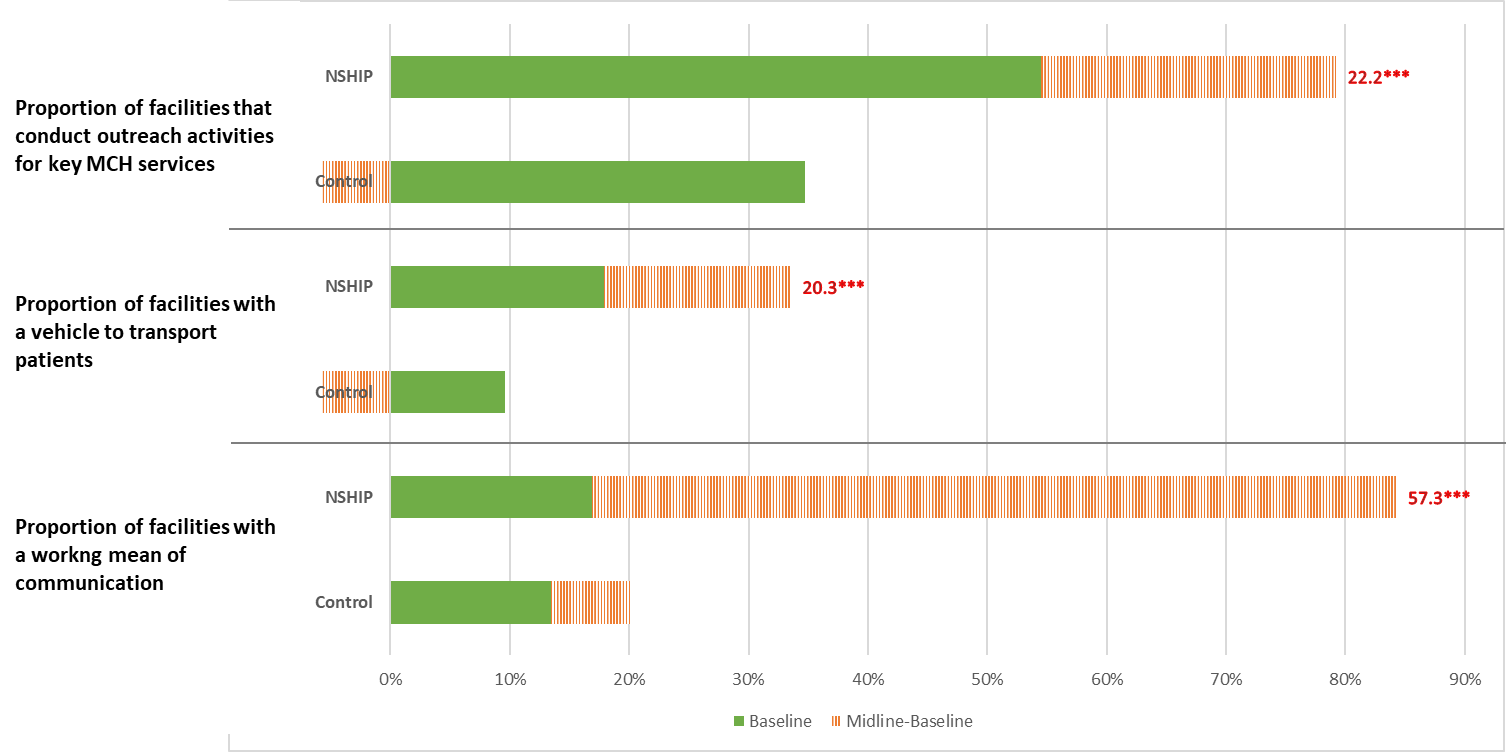 Proportion of facilities that
conduct outreach activities
for key MCH services
NSHIP
22.2***
Control
Proportion of facilities with
a vehicle to transport
patients
NSHIP
20.3***
Control
Proportion of facilities with
a workng mean of
communication
NSHIP
57.3***
Control
0% 10% 20% 30% 40% 50% 60% 70% 80% 90%
Baseline Midline-Baseline